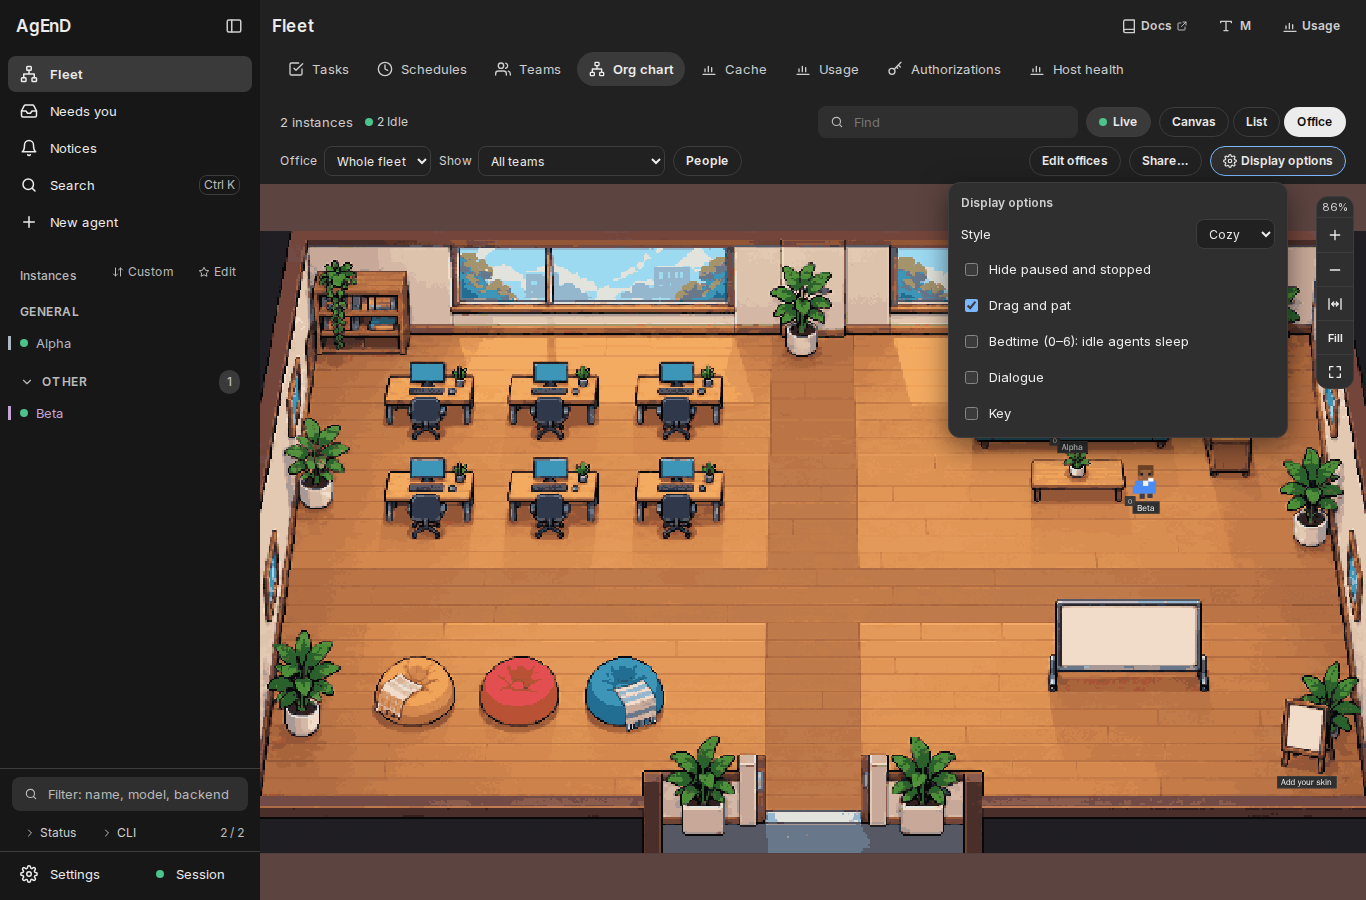 AgEnD
Fleet
Docs
M
Usage
Fleet
Needs you
Notices
Search
Ctrl K
New agent
Instances
Custom
Edit
GENERAL
Alpha
OTHER
1
Beta
Filter: name, model, backend
Status
CLI
2 / 2
Settings
Session
Tasks
Schedules
Teams
Org chart
Cache
Usage
Authorizations
Host health
2 instances
2 Idle
Find
Live
Canvas
List
Office
Office
Whole fleet
Show
All teams
People
Edit offices
Share...
Display options
Display options
Style
Cozy
Hide paused and stopped
Drag and pat
Bedtime (0–6): idle agents sleep
Dialogue
Key
86%
Fill
Alpha
Beta
Add your skin